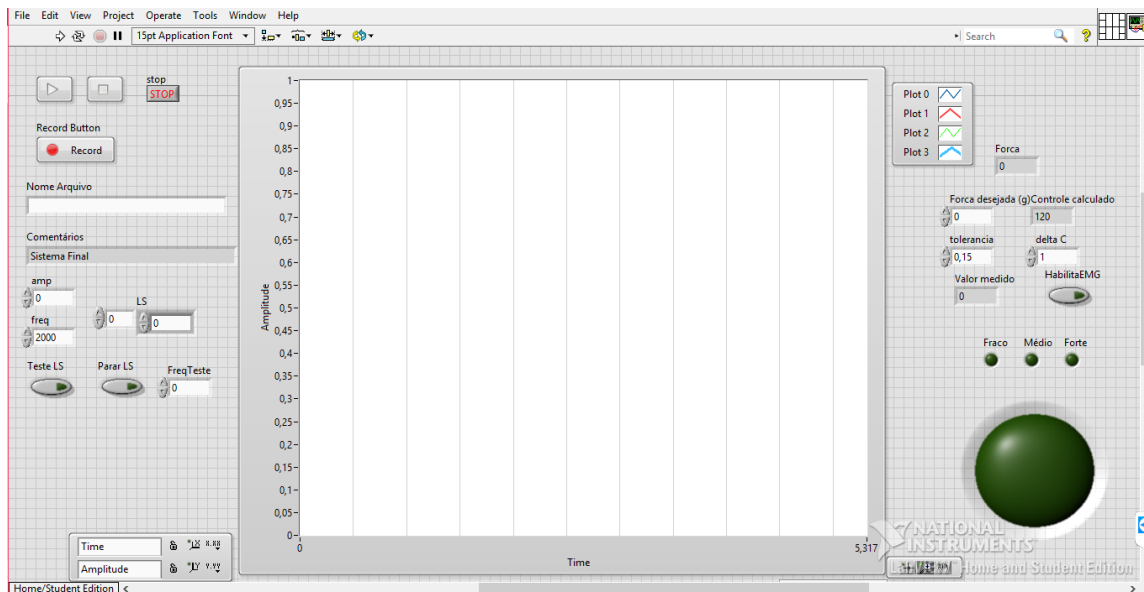 File Edit View Project Operate Tools Window Help
15pt Application Font
Search
?
stop
STOP
Record Button
Record
Nome Arquivo
Comentários
Sistema Final
amp
0
LS
0
0
freq
2000
Teste LS
Parar LS
FreqTeste
0
1
0,95
0,9
0,85
0,8
0,75
0,7
0,65
0,6
0,55
0,5
0,45
0,4
0,35
0,3
0,25
0,2
0,15
0,1
0,05
0
Amplitude
0
5,317
Time
Plot 0
Plot 1
Plot 2
Plot 3
Forca
0
Forca desejada (g)
Controle calculado
0
120
tolerancia
delta C
0,15
1
Valor medido
HabilitaEMG
0
Fraco Médio Forte
Time
Amplitude
NATIONAL
INSTRUMENTS
Home and Student Edition
Home/Student Edition